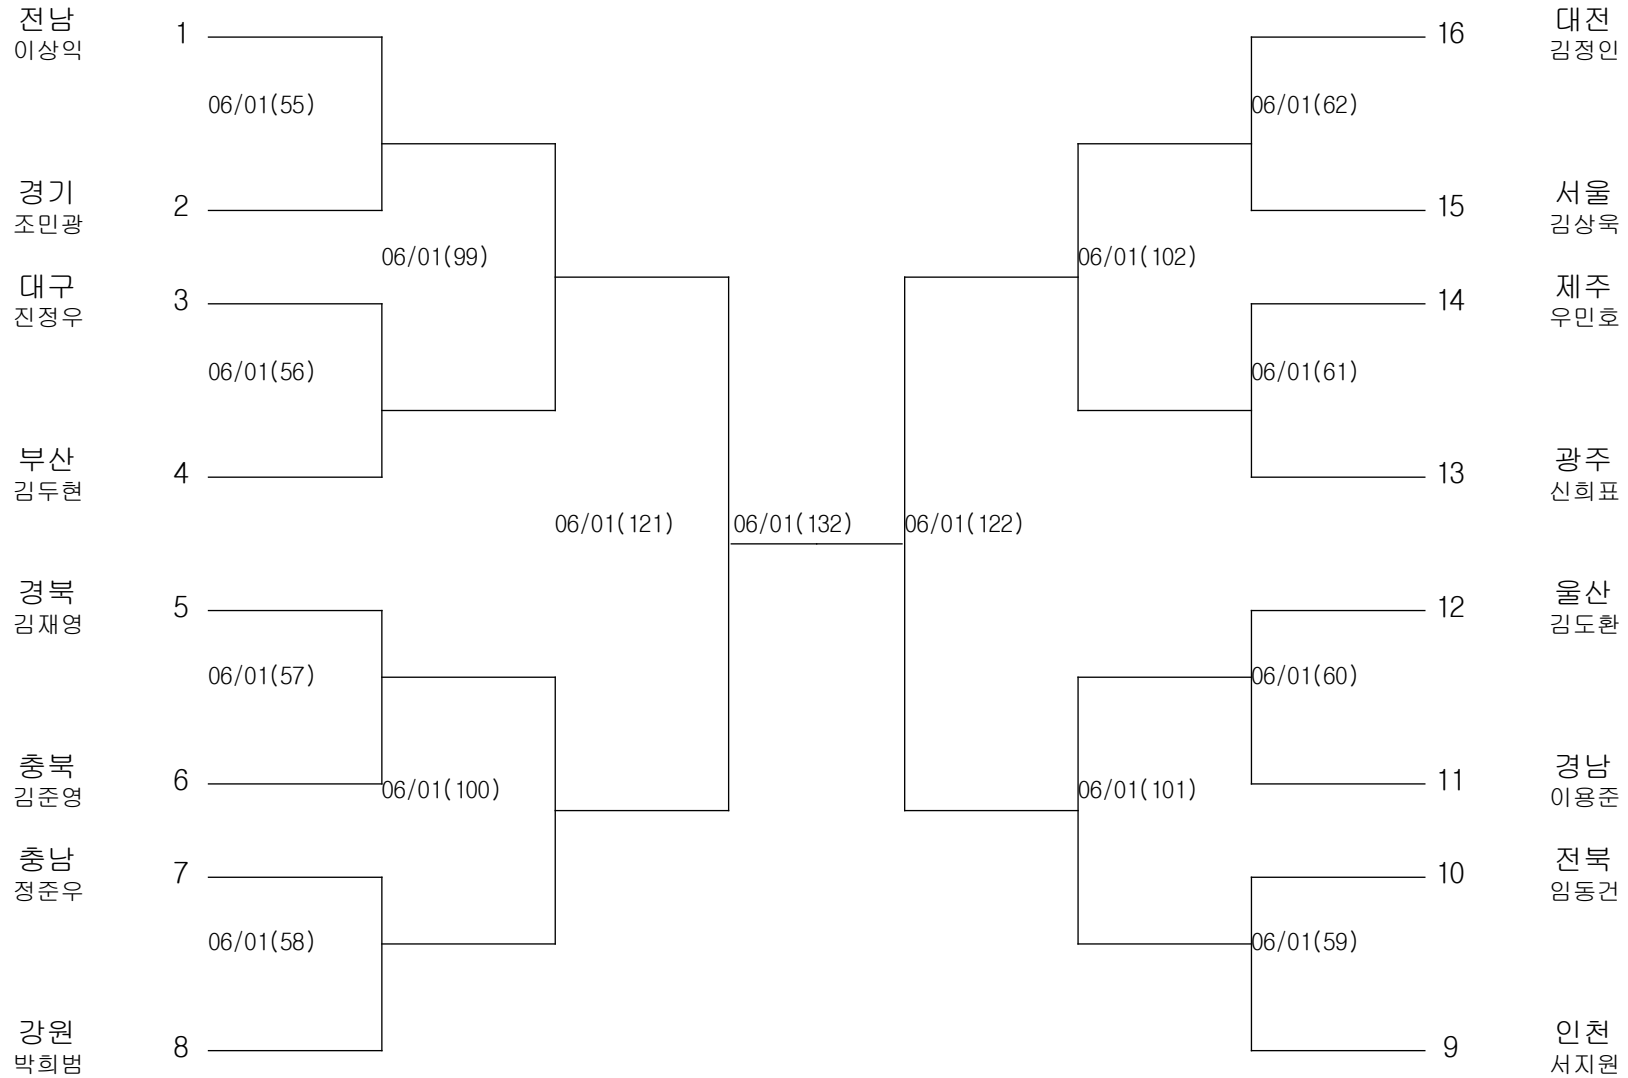 전남
이상익
1
16
대전
김정인
06/01(55)
06/01(62)
경기
조민광
2
15
서울
김상욱
06/01(99)
06/01(102)
대구
진정우
3
14
제주
우민호
06/01(56)
06/01(61)
부산
김두현
4
13
광주
신희표
06/01(121)
06/01(132)
06/01(122)
경북
김재영
5
12
울산
김도환
06/01(57)
06/01(60)
충북
김준영
6
11
경남
이용준
06/01(100)
06/01(101)
충남
정준우
7
10
전북
임동건
06/01(58)
06/01(59)
강원
박희범
8
9
인천
서지원